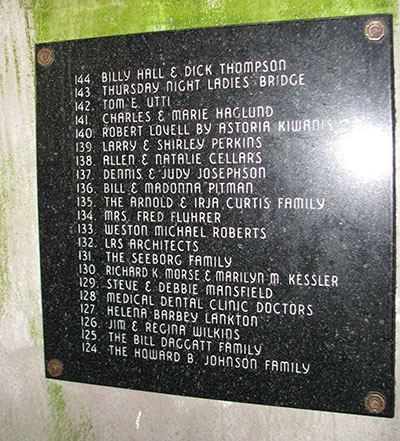 144. BILLY HALL & DICK THOMPSON
143. THURSDAY NIGHT LADIES' BRIDGE
142. TOM E. UTTI
141. CHARLES & MARIE HAGLUND
140. ROBERT LOVELL BY ASTORIA KIWANIS
139. LARRY & SHIRLEY PERKINS
138. ALLEN & NATALIE CELLARS
137. DENNIS & JUDY JOSEPHSON
136. BILL & MADONNA PITMAN
135. THE ARNOLD & IRJA CURTIS FAMILY
134. MRS. FRED FLUHRER
133. WESTON MICHAEL ROBERTS
132. LRS ARCHITECTS
131. THE SEEBORG FAMILY
130. RICHARD K. MORSE & MARILYN M. KESSLER
129. STEVE & DEBBIE MANSFIELD
128. MEDICAL DENTAL CLINIC DOCTORS
127. HELENA BARBEY LANKTON
126. JIM & REGINA WILKINS
125. THE BILL DAGGATT FAMILY
124. THE HOWARD B. JOHNSON FAMILY